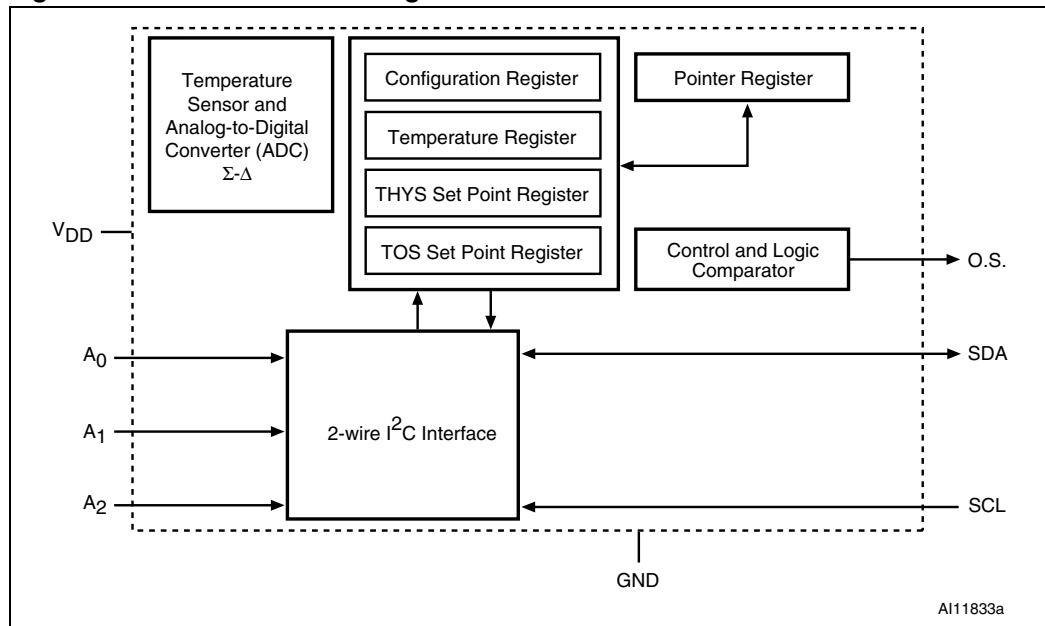 Temperature
Sensor and
Analog-to-Digital
Converter (ADC)
Σ-Δ
Configuration Register
Temperature Register
THYS Set Point Register
TOS Set Point Register
Pointer Register
Control and Logic
Comparator
VDD
O.S.
A0
A1
A2
2-wire I²C Interface
SDA
SCL
GND
AI11833a